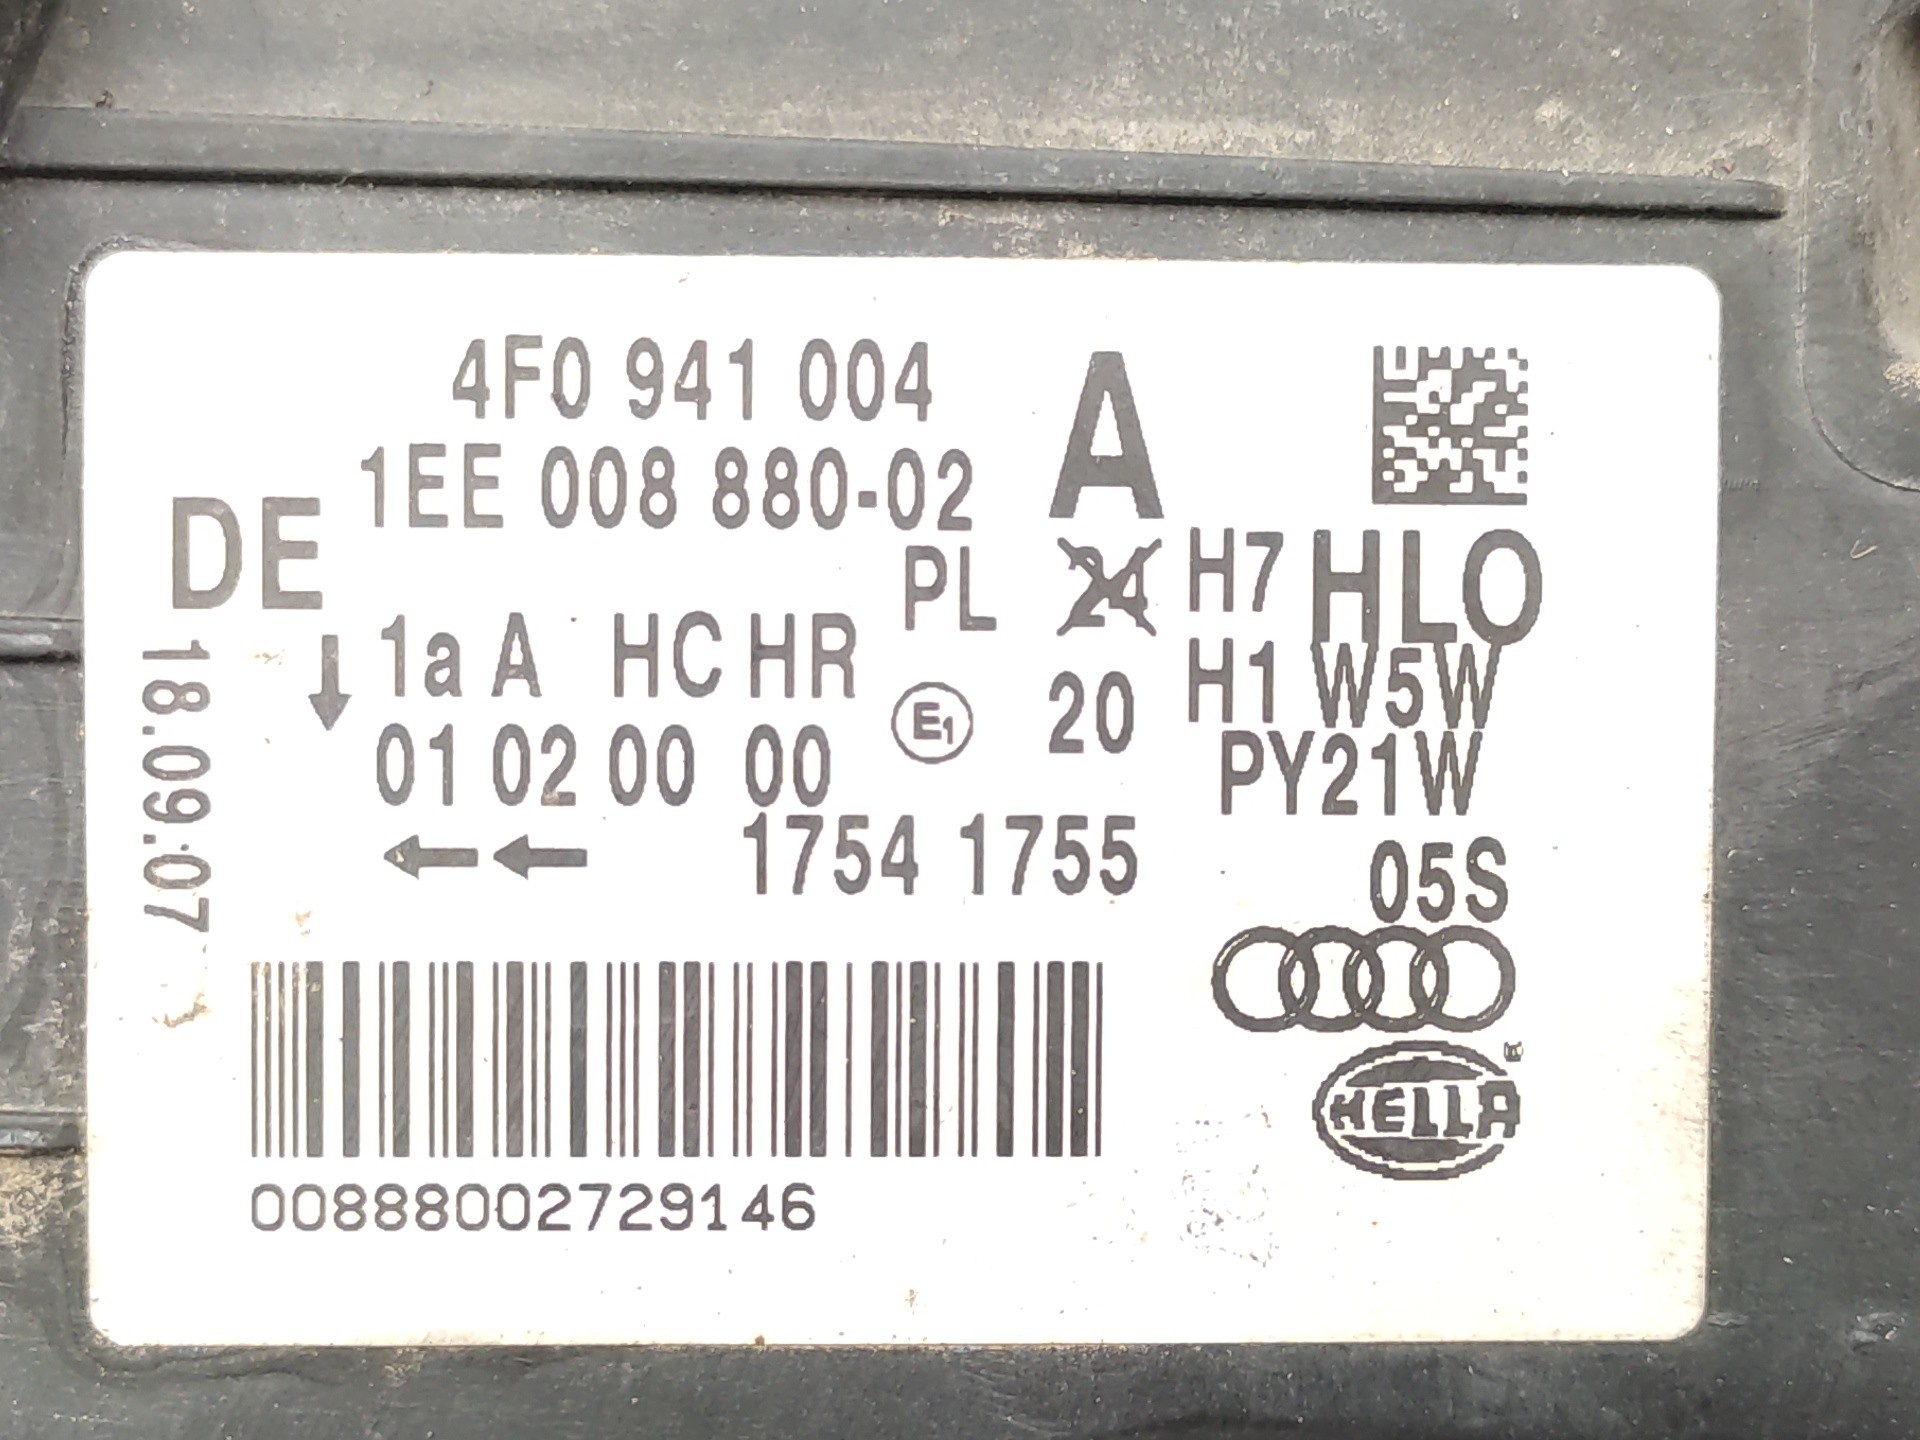 4F0 941 004 A
1EE 008 880-02
DE
PL 24 H7 HLO
1a A HC HR
E1 20 H1 W5W
01 02 00 00
PY21W
1754 1755
05S
18.09.07
HELLA
00888002729146